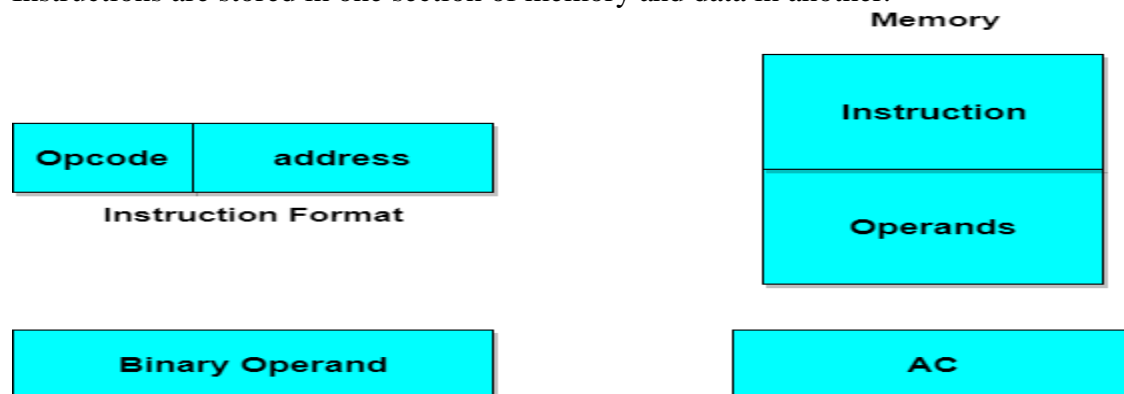 Instructions are stored in one section of memory and data in another.
Memory
Instruction
Opcode address
Instruction Format
Operands
Binary Operand AC